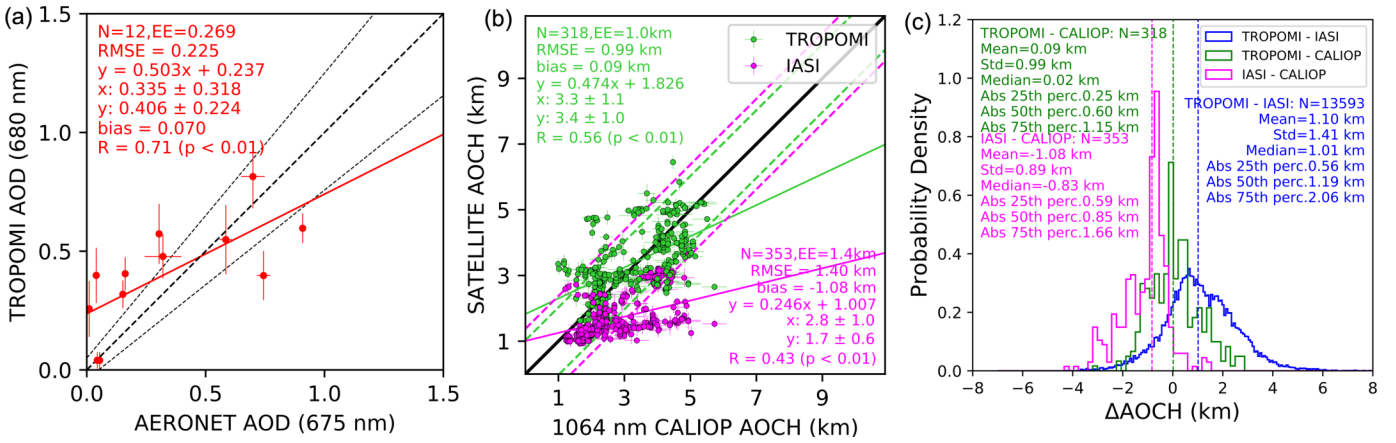 (a)
N=12,EE=0.269
RMSE = 0.225
y = 0.503x + 0.237
x: 0.335 ± 0.318
y: 0.406 ± 0.224
bias = 0.070
R = 0.71 (p < 0.01)
TROPOMI AOD (680 nm)
1.5
1.0
0.5
0.0
0.0 0.5 1.0 1.5
AERONET AOD (675 nm)
(b)
N=318,EE=1.0km
RMSE = 0.99 km
bias = 0.09 km
y = 0.474x + 1.826
x: 3.3 ± 1.1
y: 3.4 ± 1.0
R = 0.56 (p < 0.01)
TROPOMI
IASI
N=353,EE=1.4km
RMSE = 1.40 km
bias = -1.08 km
y = 0.246x + 1.007
x: 2.8 ± 1.0
y: 1.7 ± 0.6
R = 0.43 (p < 0.01)
SATELLITE AOCH (km)
9
7
5
3
1
1 3 5 7 9
1064 nm CALIOP AOCH (km)
(c)
TROPOMI - CALIOP: N=318
Mean=0.09 km
Std=0.99 km
Median=0.02 km
Abs 25th perc.0.25 km
Abs 50th perc.0.60 km
Abs 75th perc.1.15 km
IASI - CALIOP: N=353
Mean=-1.08 km
Std=0.89 km
Median=-0.83 km
Abs 25th perc.0.59 km
Abs 50th perc.0.85 km
Abs 75th perc.1.66 km
TROPOMI - IASI
TROPOMI - CALIOP
IASI - CALIOP
TROPOMI - IASI: N=13593
Mean=1.10 km
Std=1.41 km
Median=1.01 km
Abs 25th perc.0.56 km
Abs 50th perc.1.19 km
Abs 75th perc.2.06 km
Probability Density
1.2
1.0
0.8
0.6
0.4
0.2
0.0
−8 −6 −4 −2 0 2 4 6 8
ΔAOCH (km)